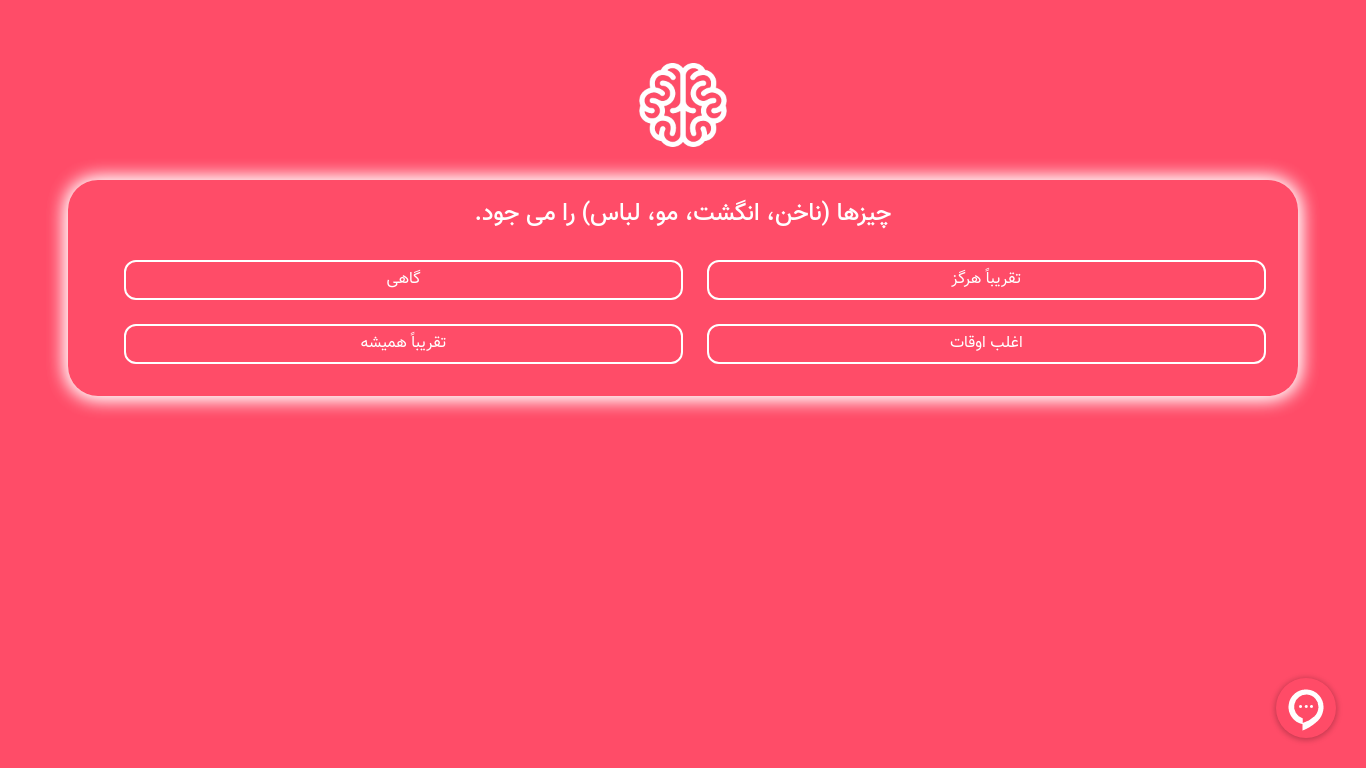 چیزها (ناخن، انگشت، مو، لباس) را می جود.
تقریباً هرگز
گاهی
اغلب اوقات
تقریباً همیشه